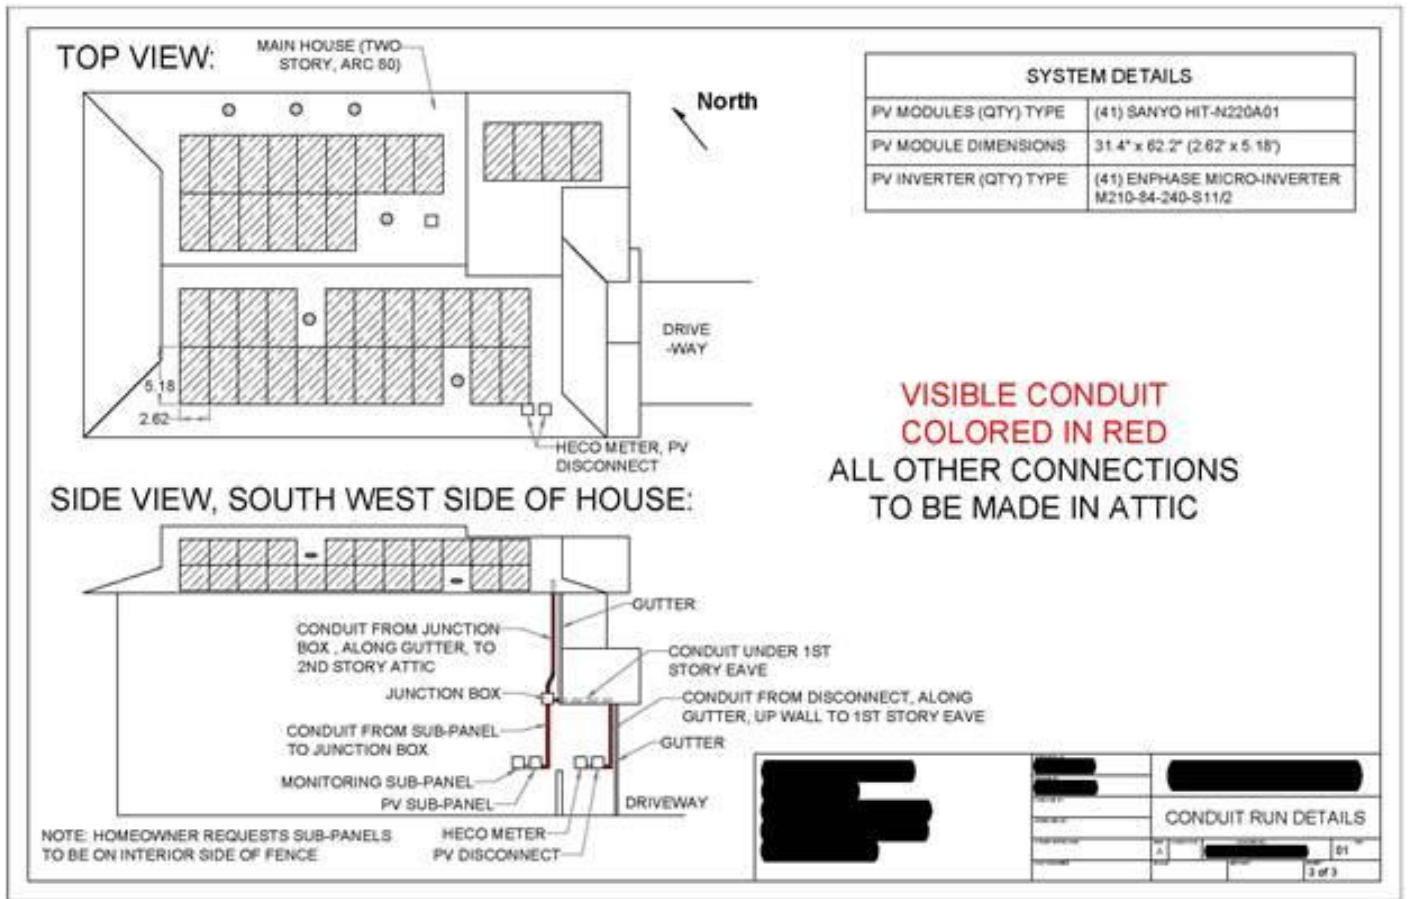 TOP VIEW:
MAIN HOUSE (TWO
STORY, ARC 80)
North
SYSTEM DETAILS
PV MODULES (QTY) TYPE (41) SANYO HIT-N220A01
PV MODULE DIMENSIONS 31.4" x 62.2" (2.62' x 5.18')
PV INVERTER (QTY) TYPE (41) ENPHASE MICRO-INVERTER
M210-84-240-S11/2
DRIVE
-WAY
5.18
2.62
HECO METER, PV
DISCONNECT
VISIBLE CONDUIT
COLORED IN RED
ALL OTHER CONNECTIONS
TO BE MADE IN ATTIC
SIDE VIEW, SOUTH WEST SIDE OF HOUSE:
GUTTER
CONDUIT FROM JUNCTION
BOX , ALONG GUTTER, TO
2ND STORY ATTIC
CONDUIT UNDER 1ST
STORY EAVE
JUNCTION BOX
CONDUIT FROM DISCONNECT, ALONG
GUTTER, UP WALL TO 1ST STORY EAVE
CONDUIT FROM SUB-PANEL
TO JUNCTION BOX
GUTTER
MONITORING SUB-PANEL
PV SUB-PANEL
DRIVEWAY
HECO METER
PV DISCONNECT
NOTE: HOMEOWNER REQUESTS SUB-PANELS
TO BE ON INTERIOR SIDE OF FENCE
CONDUIT RUN DETAILS
A
01
3 of 3